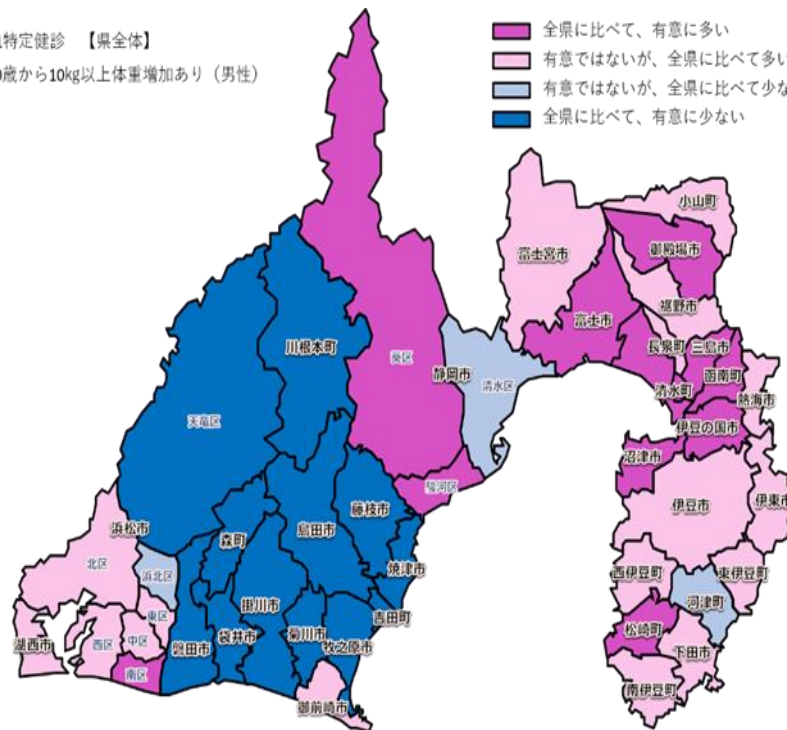 特定健診 【県全体】
歳から10kg以上体重増加あり（男性）
全県に比べて、有意に多い
有意ではないが、全県に比べて多い
有意ではないが、全県に比べて少な
全県に比べて、有意に少ない
小山町
御殿場市
富士宮市
裾野市
富士市
長泉町
三島市
函南町
清水町
熱海市
伊豆の国市
沼津市
伊豆市
伊東市
西伊豆町
東伊豆町
河津町
松崎町
下田市
南伊豆町
川根本町
葵区
静岡市
清水区
天竜区
駿河区
藤枝市
島田市
森町
浜松市
北区
浜北区
焼津市
掛川市
東区
吉田町
湖西市
西区
中区
磐田市
袋井市
菊川市
牧之原市
南区
御前崎市